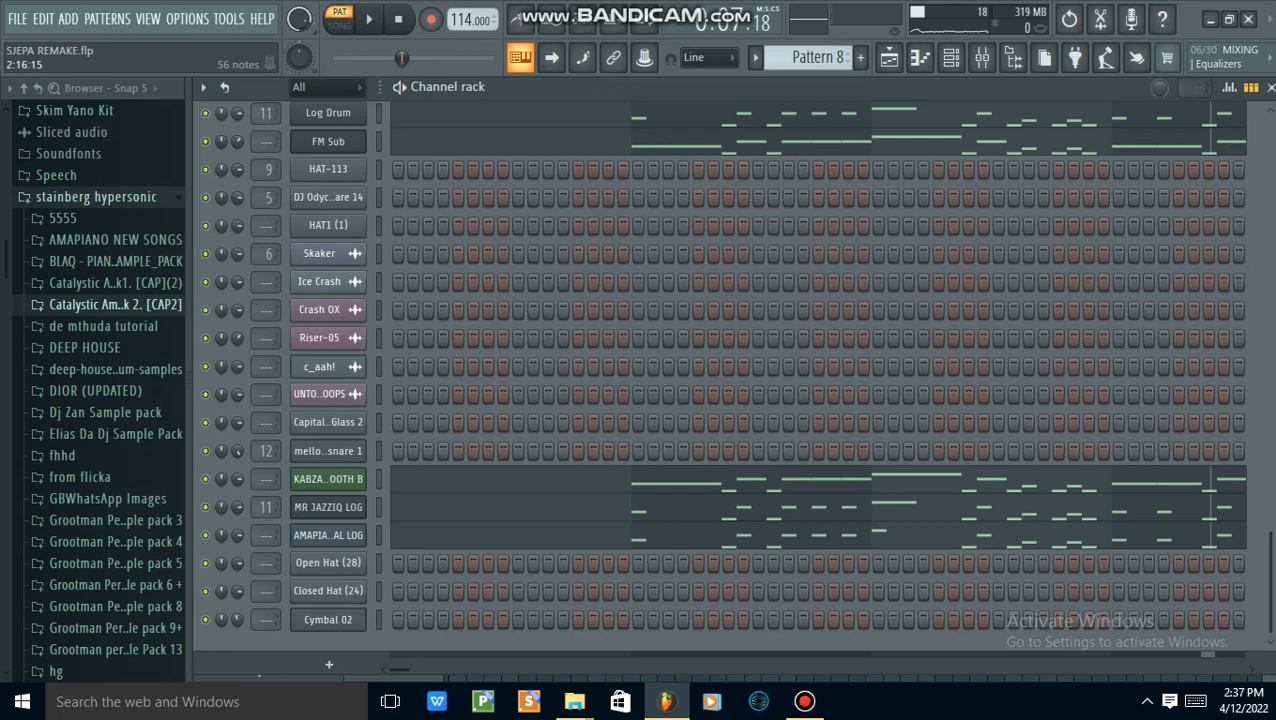 FILE EDIT ADD PATTERNS VIEW OPTIONS TOOLS HELP
PAT
SONG
114.000
www.BANDICAM.com
0:07:18
M:S:CS
18
319 MB
0
SJEPA REMAKE.flp
2:16:15
56 notes
Line
Pattern 8
06/30 MIXING
Equalizers
Browser - Snap 5
All
Channel rack
Skim Yano Kit
Sliced audio
Soundfonts
Speech
stainberg hypersonic
5555
AMAPIANO NEW SONGS
BLAQ - PIAN..AMPLE_PACK
Catalystic Am..k1. [CAP](2)
Catalystic Am..k 2. [CAP2]
de mthuda tutorial
DEEP HOUSE
deep-house..um-samples
DIOR (UPDATED)
Dj Zan Sample pack
Elias Da Dj Sample Pack
fhhd
from flicka
GBWhatsApp Images
Grootman Pe..ple pack 3
Grootman Pe..ple pack 4
Grootman Pe..ple pack 5
Grootman Per..le pack 6 +
Grootman Pe..ple pack 8
Grootman Per..le pack 9+
Grootman per..le Pack 13
hg
11 Log Drum
--- FM Sub
9 HAT-113
5 DJ Odyc..are 14
--- HAT1 (1)
6 Skaker
--- Ice Crash
--- Crash OX
--- Riser-05
--- c_aah!
--- UNTO..OOPS
--- Capital..Glass 2
12 mello..snare 1
--- KABZA..OOTH B
11 MR JAZZIQ LOG
--- AMAPIA..AL LOG
--- Open Hat (28)
--- Closed Hat (24)
--- Cymbal 02
+
Activate Windows
Go to Settings to activate Windows.
Search the web and Windows
2:37 PM
4/12/2022